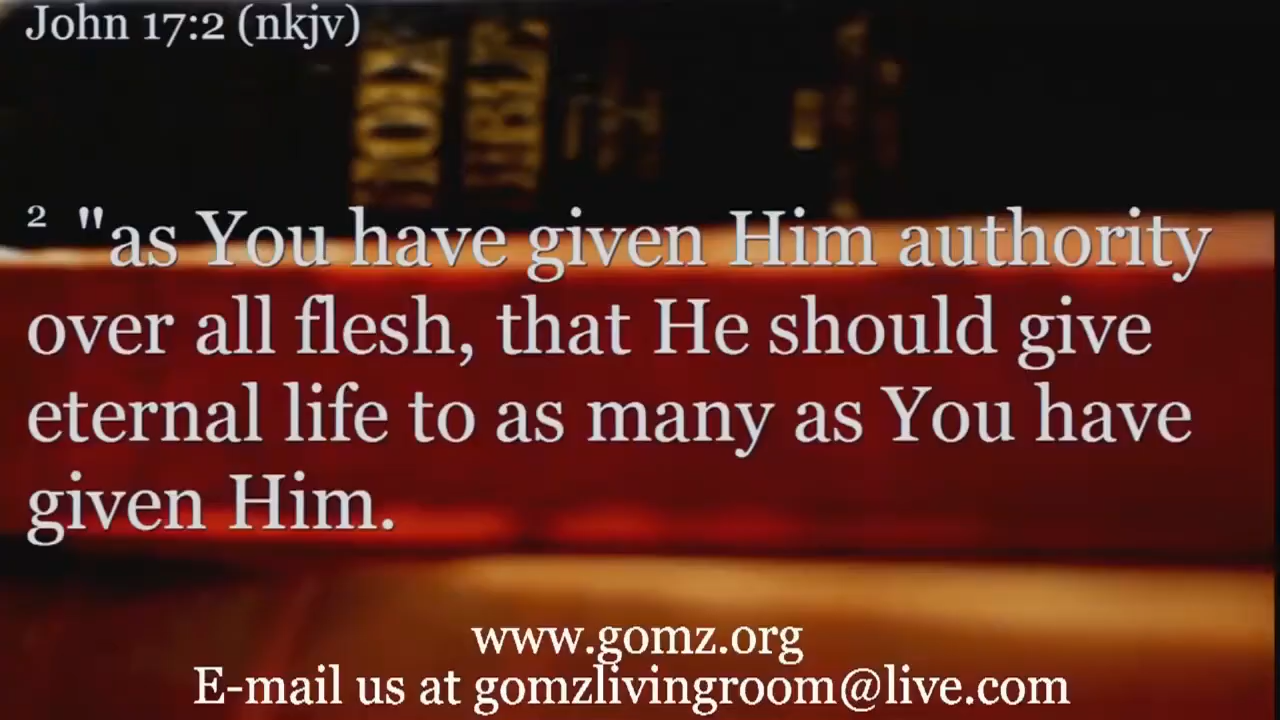 John 17:2 (nkjv)
2 "as You have given Him authority
over all flesh, that He should give
eternal life to as many as You have
given Him.
www.gomz.org
E-mail us at gomzlivingroom@live.com